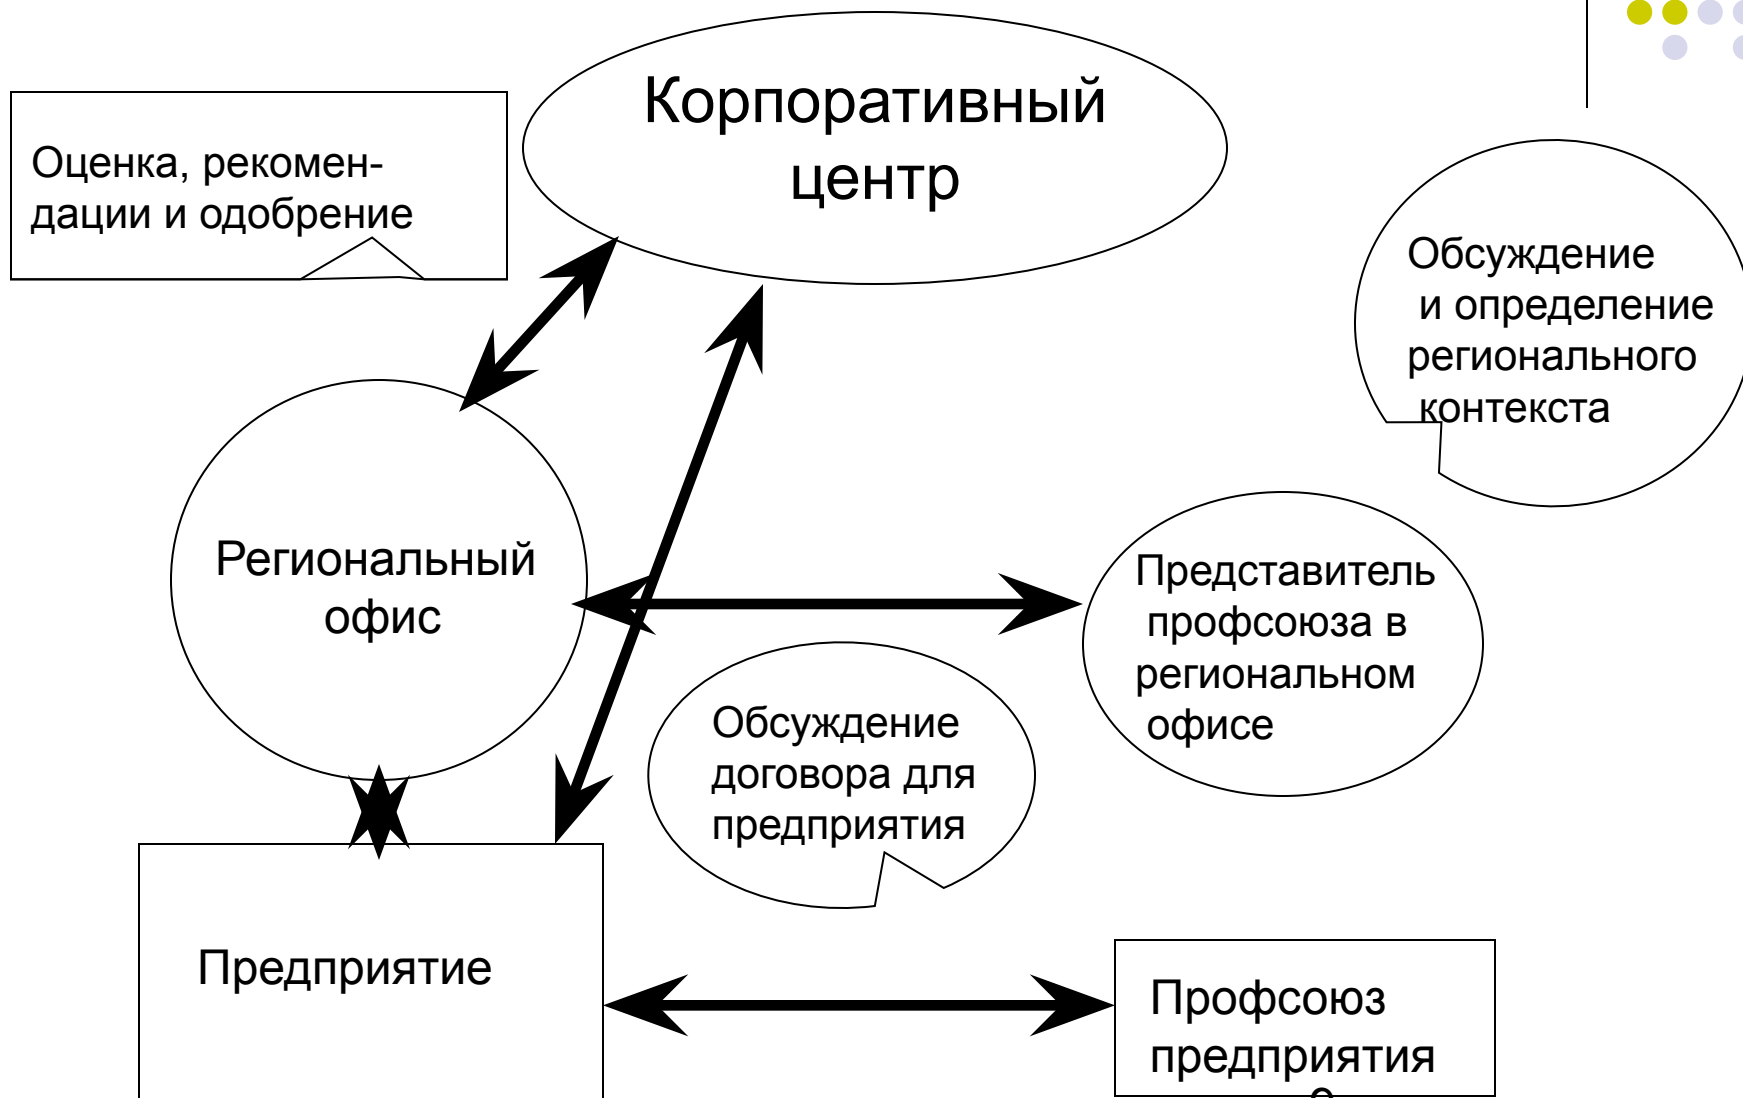 Корпоративный
центр
Оценка, рекомен-
дации и одобрение
Обсуждение
и определение
регионального
контекста
Региональный
офис
Представитель
профсоюза в
региональном
офисе
Обсуждение
договора для
предприятия
Предприятие
Профсоюз
предприятия